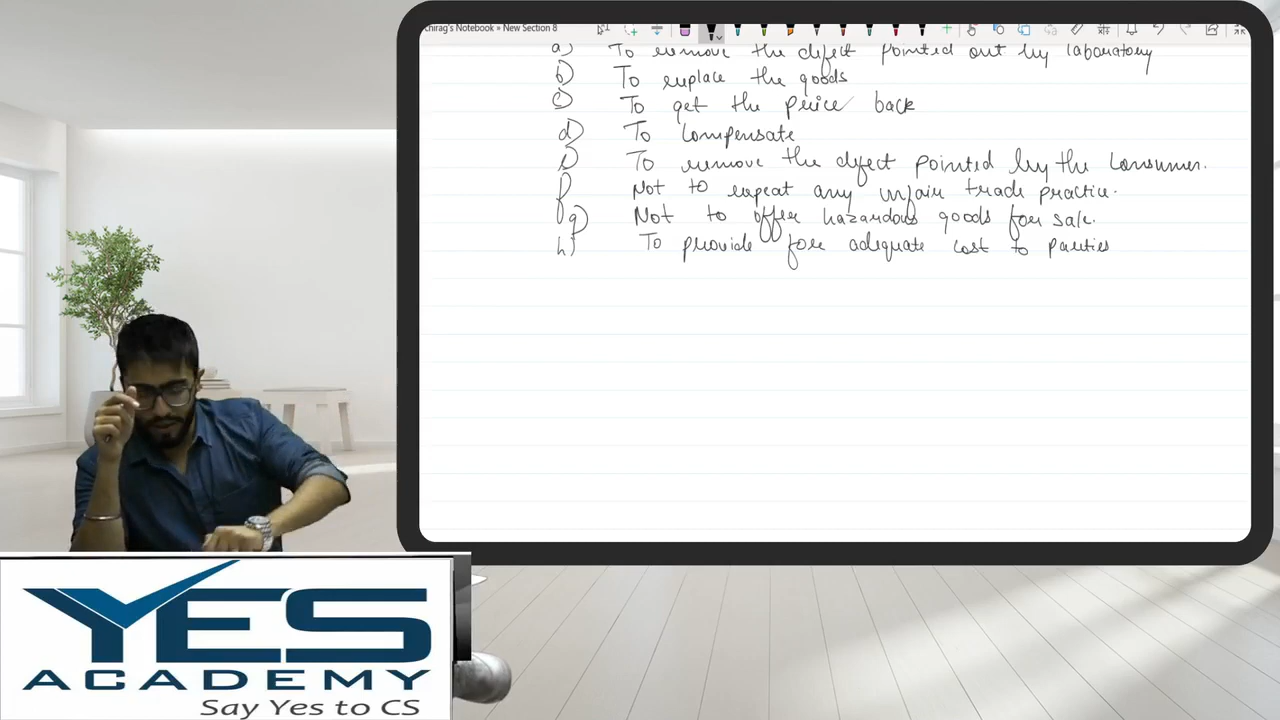 chirag's Notebook » New Section 8
a) To remove the defect pointed out by laboratory
b) To replace the goods
c) To get the price back
d) To compensate
e) To remove the defect pointed by the consumer.
f Not to repeat any unfair trade practice.
g) Not to offer hazardous goods for sale.
h) To provide for adequate cost to parties
YES
ACADEMY
Say Yes to CS